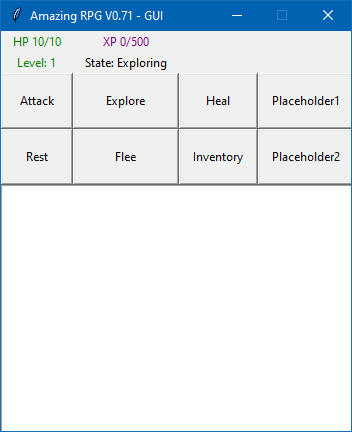 Amazing RPG V0.71 - GUI
HP 10/10 XP 0/500
Level: 1 State: Exploring
Attack Explore Heal Placeholder1
Rest Flee Inventory Placeholder2